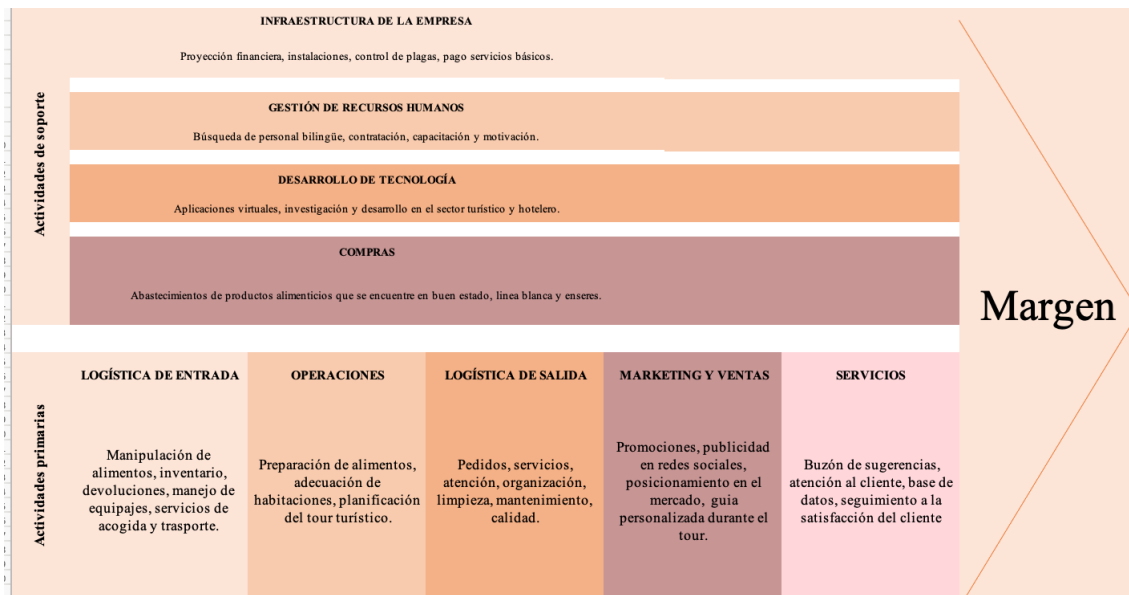 INFRAESTRUCTURA DE LA EMPRESA
Proyección financiera, instalaciones, control de plagas, pago servicios básicos.
Actividades de soporte
GESTIÓN DE RECURSOS HUMANOS
Búsqueda de personal bilingüe, contratación, capacitación y motivación.
DESARROLLO DE TECNOLOGÍA
Aplicaciones virtuales, investigación y desarrollo en el sector turístico y hotelero.
COMPRAS
Abastecimientos de productos alimenticios que se encuentre en buen estado, linea blanca y enseres.
Margen
Actividades primarias
LOGÍSTICA DE ENTRADA
Manipulación de
alimentos, inventario,
devoluciones, manejo de
equipajes, servicios de
acogida y trasporte.
OPERACIONES
Preparación de alimentos,
adecuación de
habitaciones, planificación
del tour turístico.
LOGÍSTICA DE SALIDA
Pedidos, servicios,
atención, organización,
limpieza, mantenimiento,
calidad.
MARKETING Y VENTAS
Promociones, publicidad
en redes sociales,
posicionamiento en el
mercado, guia
personalizada durante el
tour.
SERVICIOS
Buzón de sugerencias,
atención al cliente, base de
datos, seguimiento a la
satisfacción del cliente